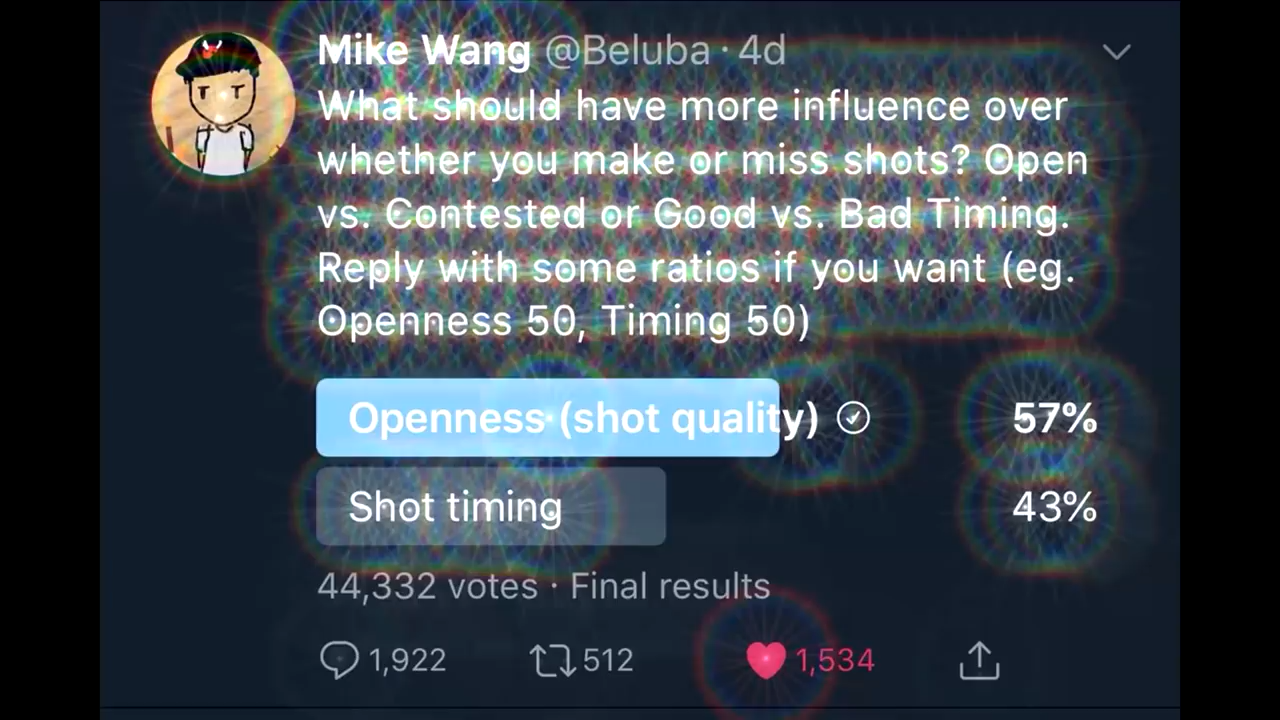 Mike Wang @Beluba · 4d
What should have more influence over
whether you make or miss shots? Open
vs. Contested or Good vs. Bad Timing.
Reply with some ratios if you want (eg.
Openness 50, Timing 50)
Openness (shot quality) 57%
Shot timing 43%
44,332 votes · Final results
1,922 512 1,534